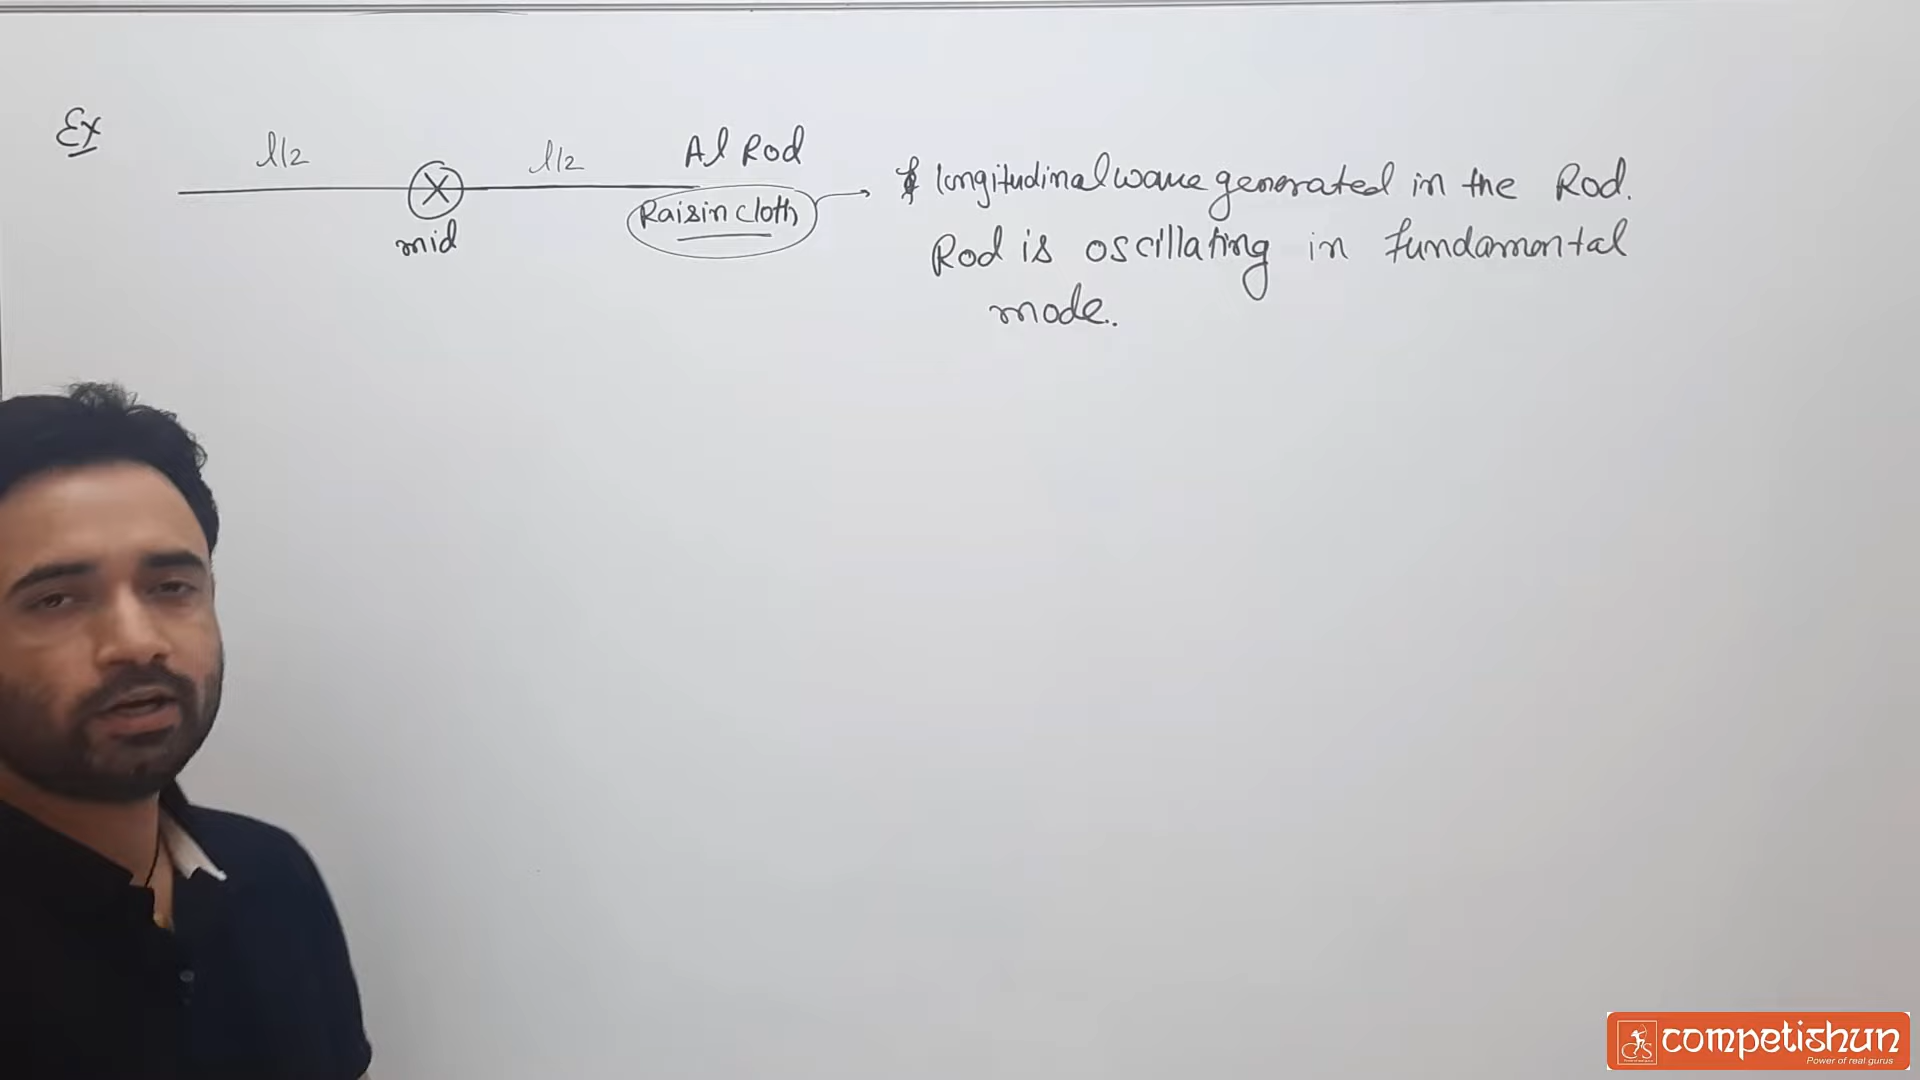 Ex
l/2
l/2
Al Rod
mid
Raisin cloth
longitudinal wave generated in the Rod.
Rod is oscillating in fundamental
mode.
competishun
Power of real gurus